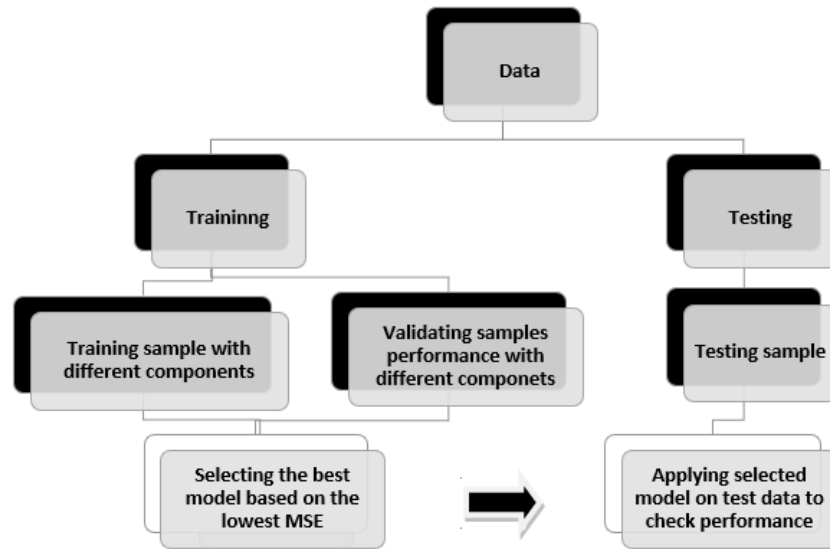 Data
Traininng
Testing
Training sample with
different components
Validating samples
performance with
different componets
Testing sample
Selecting the best
model based on the
lowest MSE
Applying selected
model on test data to
check performance